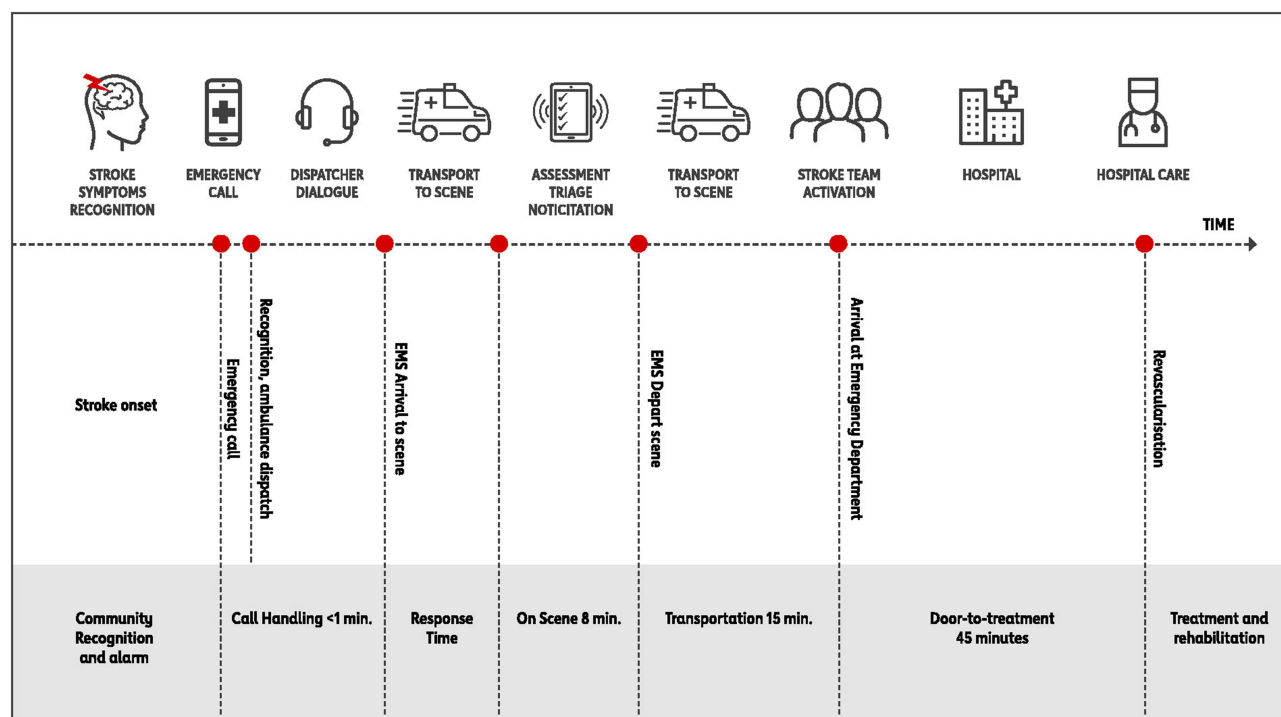 STROKE
SYMPTOMS
RECOGNITION
EMERGENCY
CALL
DISPATCHER
DIALOGUE
TRANSPORT
TO SCENE
ASSESSMENT
TRIAGE
NOTICITATION
TRANSPORT
TO SCENE
STROKE TEAM
ACTIVATION
HOSPITAL
HOSPITAL CARE
TIME
Stroke onset
Emergency call
Recognition, ambulance dispatch
EMS Arrival to scene
EMS Depart scene
Arrival at Emergency Department
Revascularisation
Community
Recognition
and alarm
Call Handling <1 min.
Response
Time
On Scene 8 min.
Transportation 15 min.
Door-to-treatment
45 minutes
Treatment and
rehabilitation